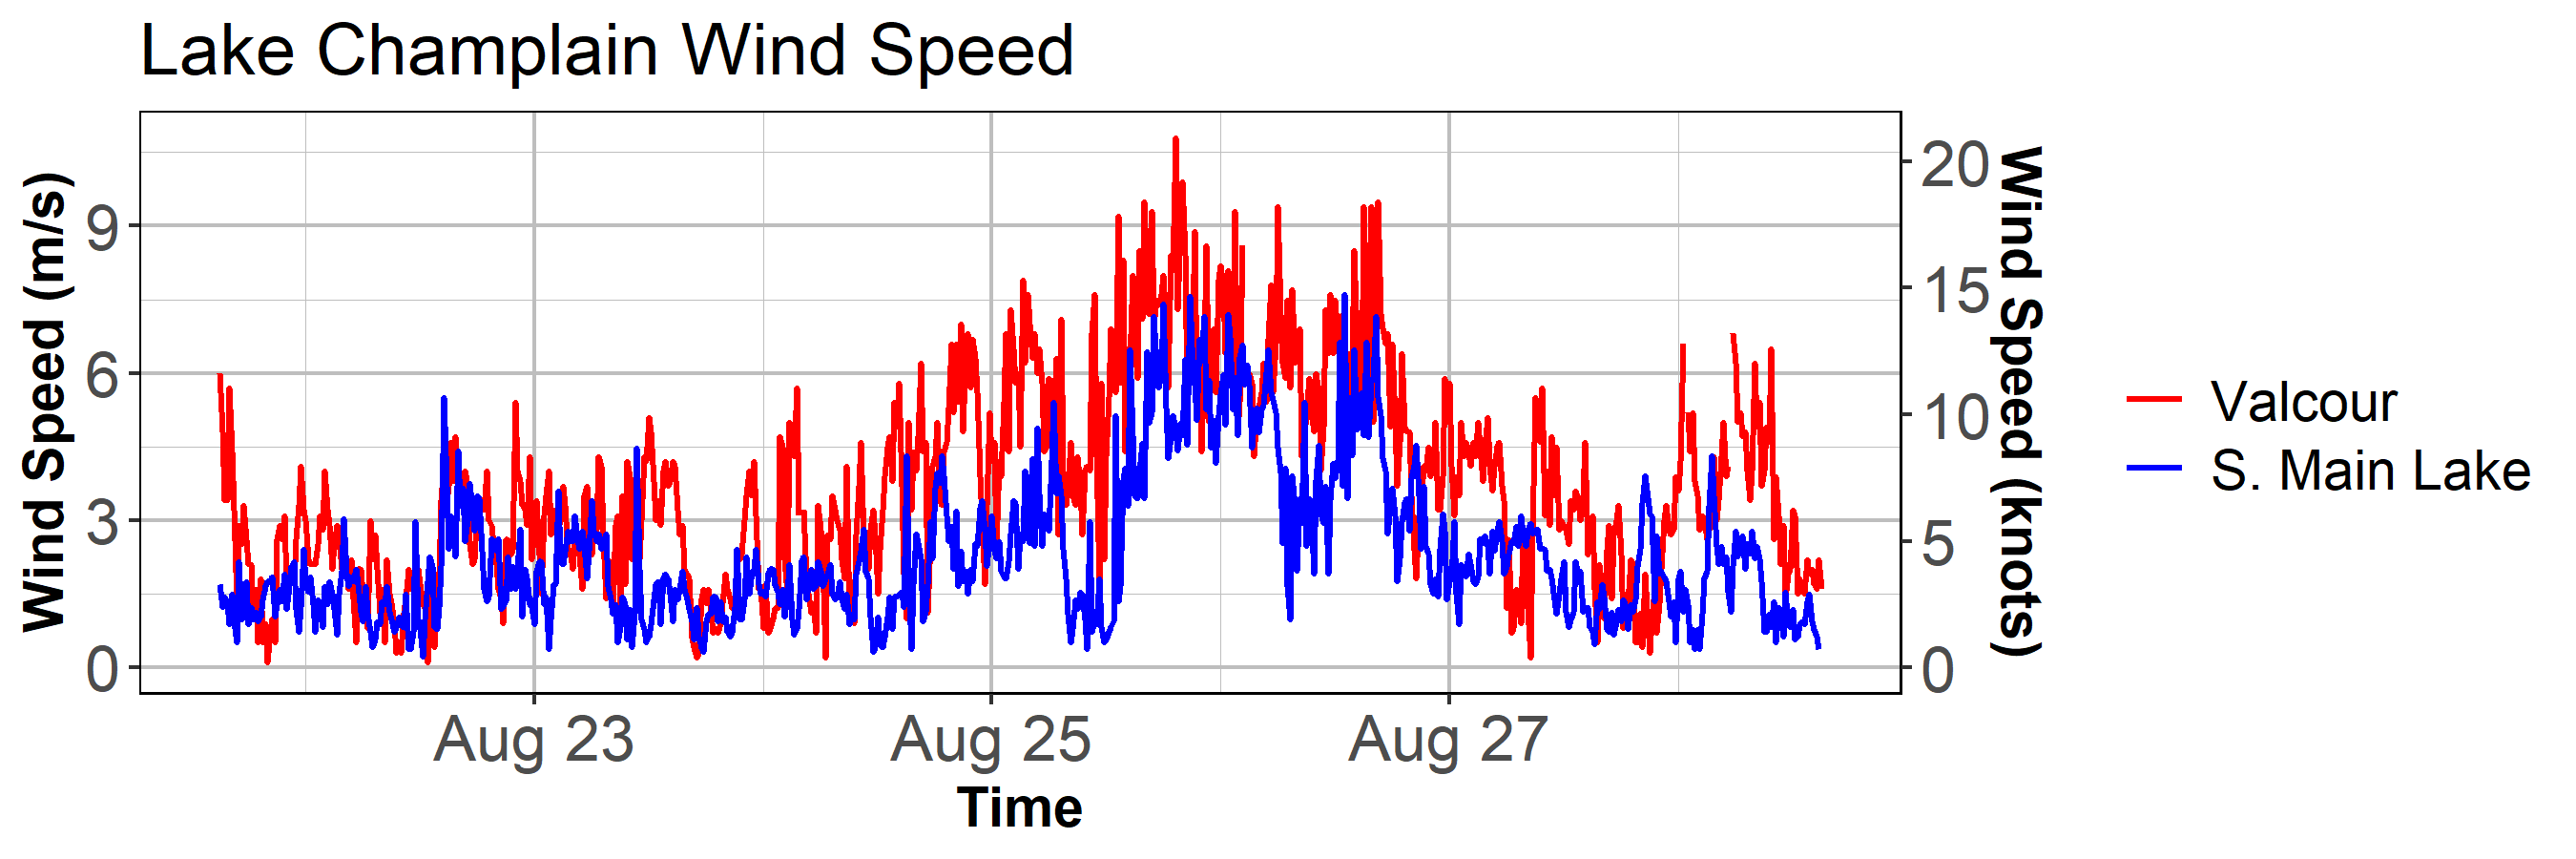 Lake Champlain Wind Speed
Wind Speed (m/s)
9
6
3
0
20
15
10
5
0
Wind Speed (knots)
Aug 23 Aug 25 Aug 27
Time
Valcour
S. Main Lake